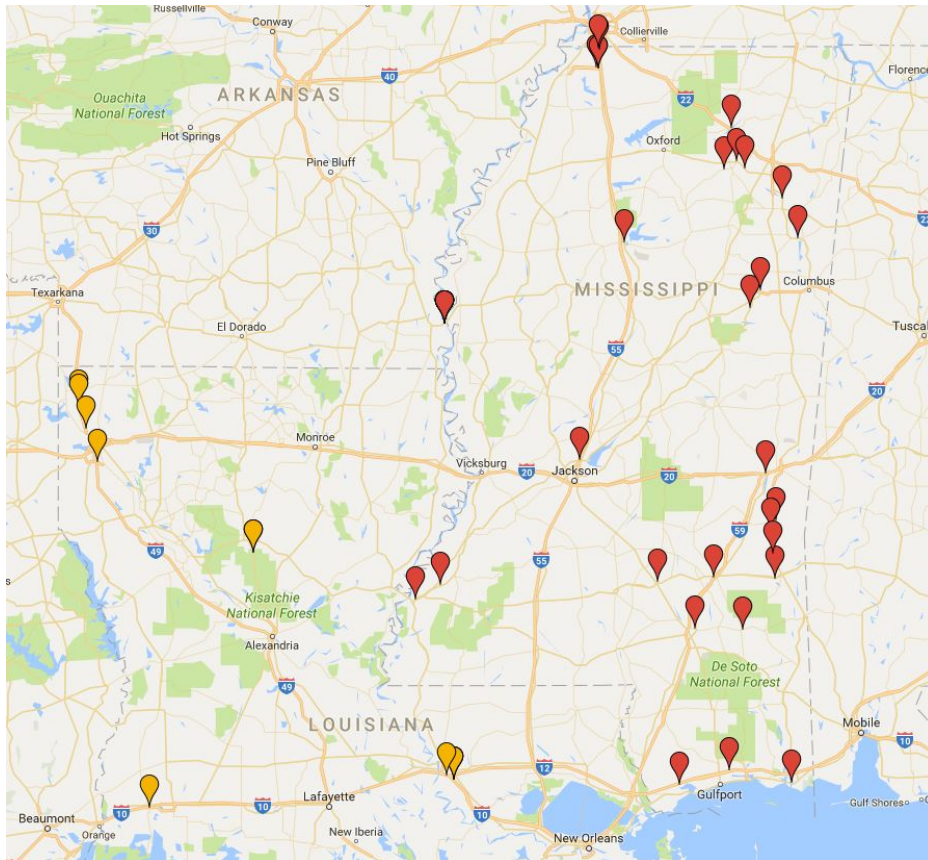 Russellville
Conway
Collierville
40
ARKANSAS
22
Florence
Ouachita
National Forest
Hot Springs
Oxford
Pine Bluff
30
22
Texarkana
MISSISSIPPI
Columbus
El Dorado
Tuscal
55
20
Monroe
Vicksburg
20
Jackson
20
59
49
55
Kisatchie
National Forest
Alexandria
49
De Soto
National Forest
LOUISIANA
Mobile
10
12
10
Lafayette
10
10
Gulfport
Gulf Shores
Beaumont
Orange
New Iberia
New Orleans